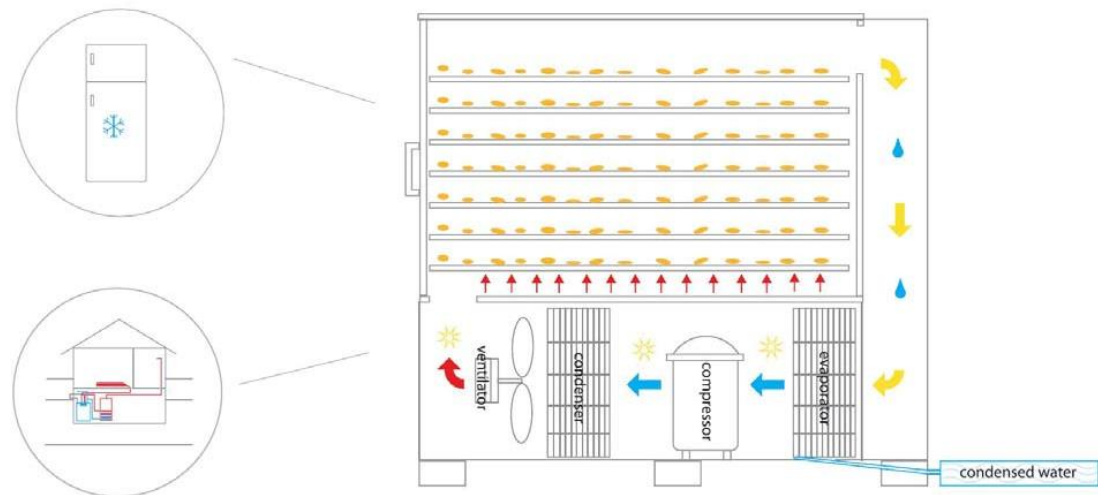 ventilator
condenser
compressor
evaporator
condensed water